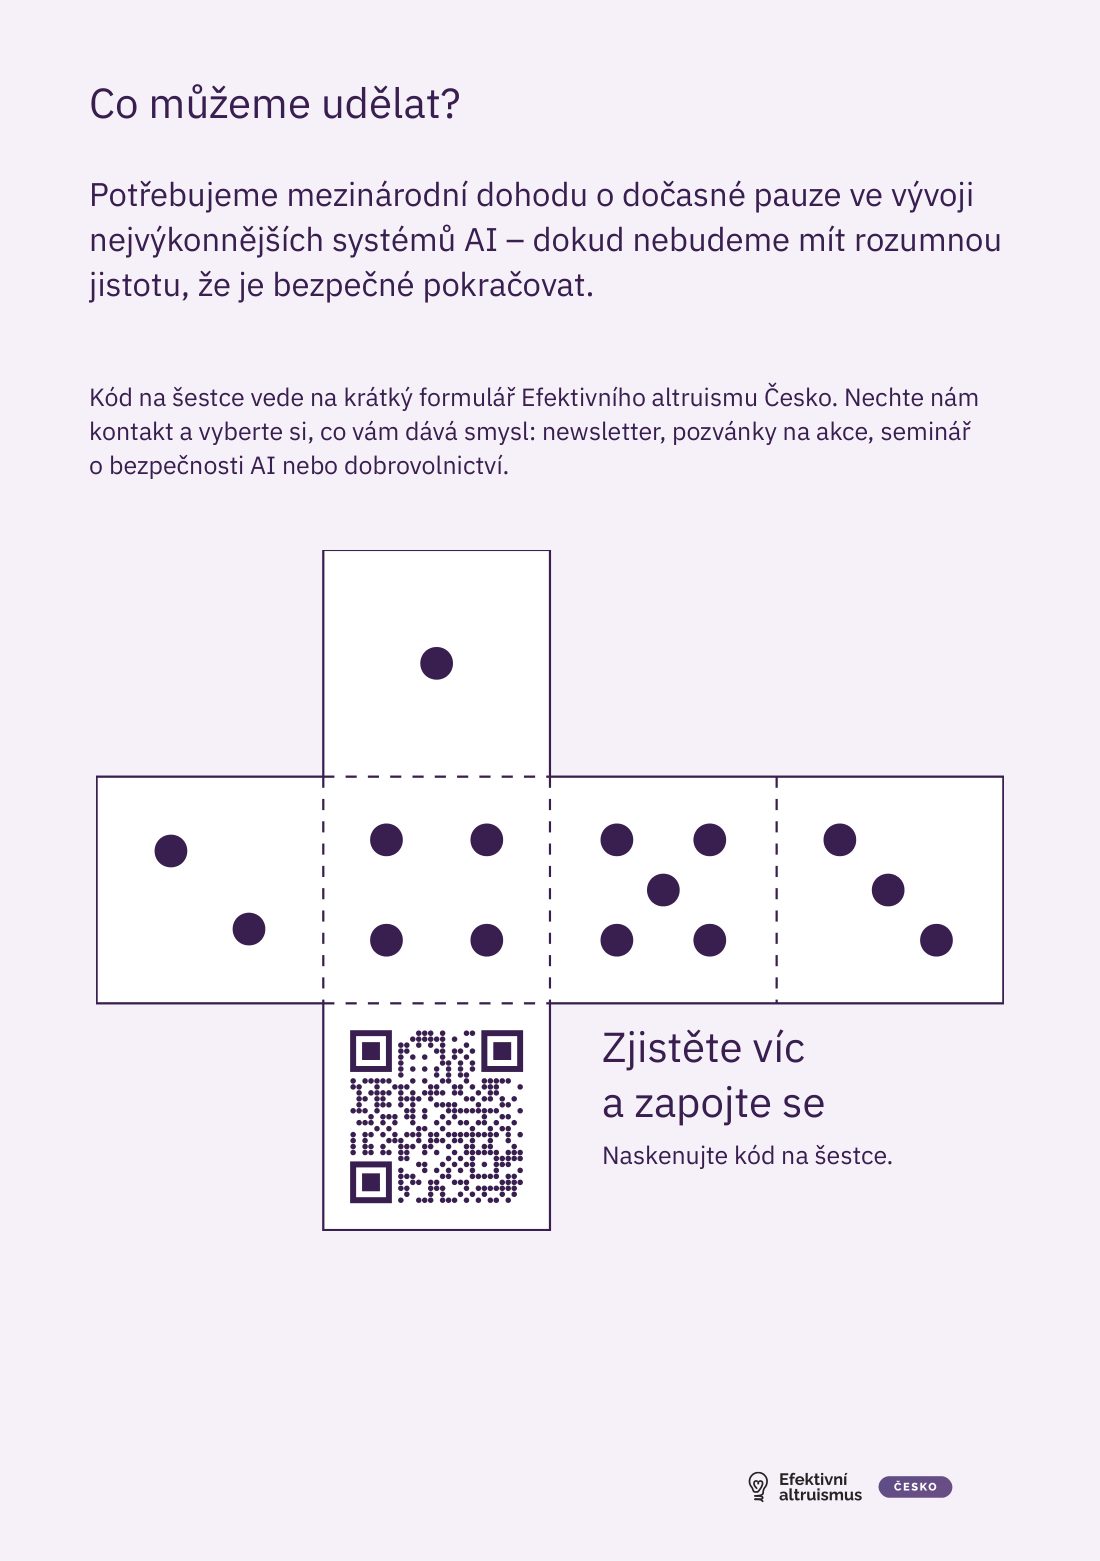 Co můžeme udělat?
Potřebujeme mezinárodní dohodu o dočasné pauze ve vývoji
nejvýkonnějších systémů AI – dokud nebudeme mít rozumnou
jistotu, že je bezpečné pokračovat.
Kód na šestce vede na krátký formulář Efektivního altruismu Česko. Nechte nám
kontakt a vyberte si, co vám dává smysl: newsletter, pozvánky na akce, seminář
o bezpečnosti AI nebo dobrovolnictví.
Zjistěte víc
a zapojte se
Naskenujte kód na šestce.
Efektivní
altruismus
ČESKO